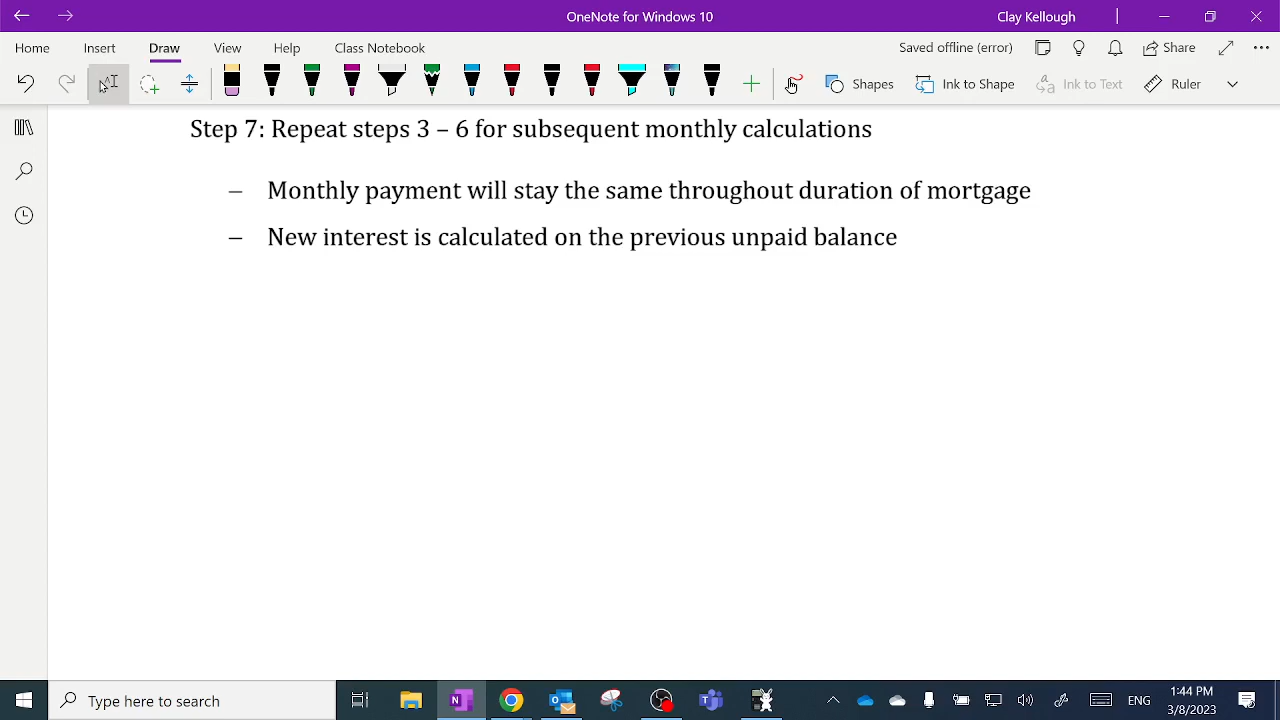 OneNote for Windows 10
Clay Kellough
Home Insert Draw View Help Class Notebook
Saved offline (error) Share
Shapes Ink to Shape Ink to Text Ruler
Step 7: Repeat steps 3 – 6 for subsequent monthly calculations
– Monthly payment will stay the same throughout duration of mortgage
– New interest is calculated on the previous unpaid balance
Type here to search
ENG
1:44 PM
3/8/2023